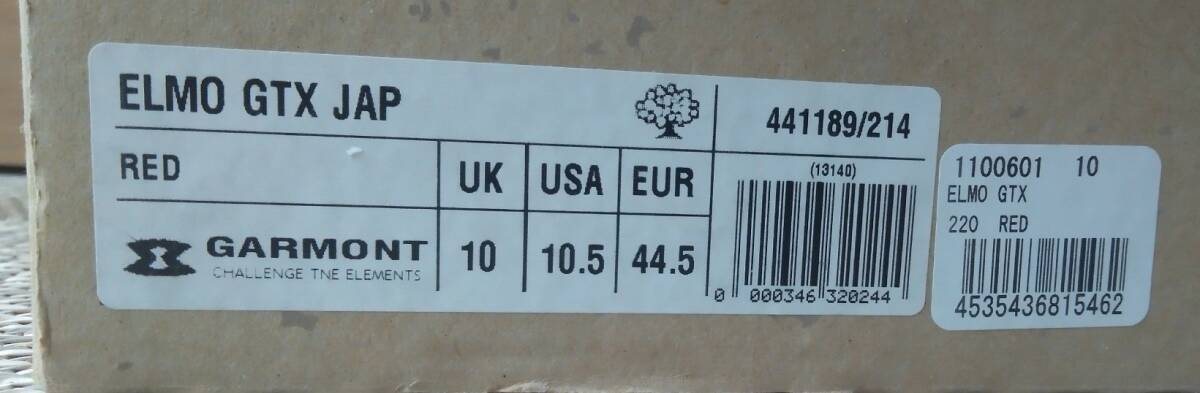 ELMO GTX JAP
441189/214
RED
UK USA EUR
(13140)
GARMONT
CHALLENGE TNE ELEMENTS
10 10.5 44.5
0 000346 320244
1100601 10
ELMO GTX
220 RED
4535436815462